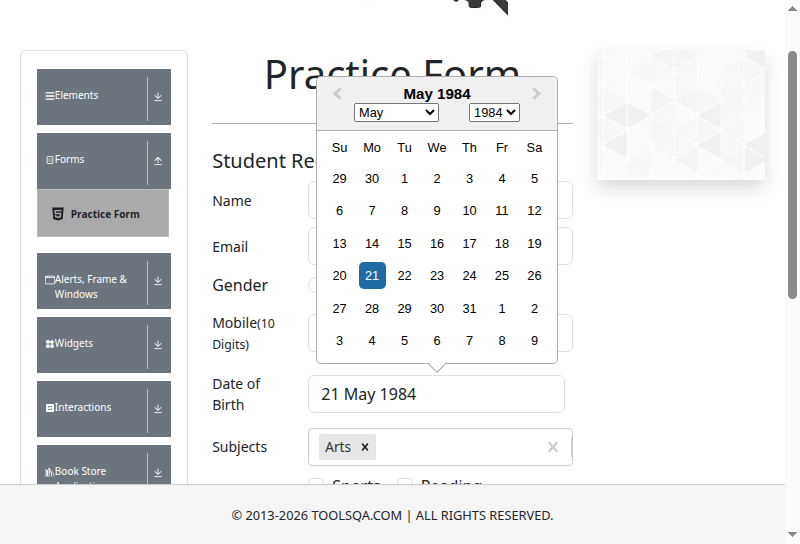 Practice Form
Elements
Forms
Practice Form
Alerts, Frame &
Windows
Widgets
Interactions
Book Store
Student Re
Name
Email
Gender
Mobile(10
Digits)
Date of
Birth
21 May 1984
Subjects
Arts ×
Sports Reading
May 1984
May 1984
Su Mo Tu We Th Fr Sa
29 30 1 2 3 4 5
6 7 8 9 10 11 12
13 14 15 16 17 18 19
20 21 22 23 24 25 26
27 28 29 30 31 1 2
3 4 5 6 7 8 9
© 2013-2026 TOOLSQA.COM | ALL RIGHTS RESERVED.